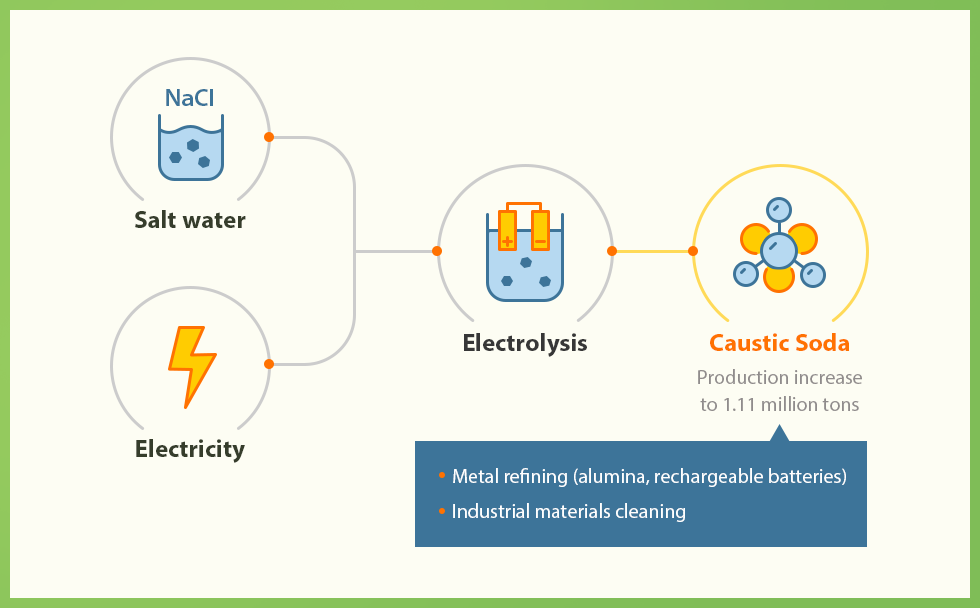 NaCl
Salt water
Electricity
+
−
Electrolysis
Caustic Soda
Production increase
to 1.11 million tons
• Metal refining (alumina, rechargeable batteries)
• Industrial materials cleaning